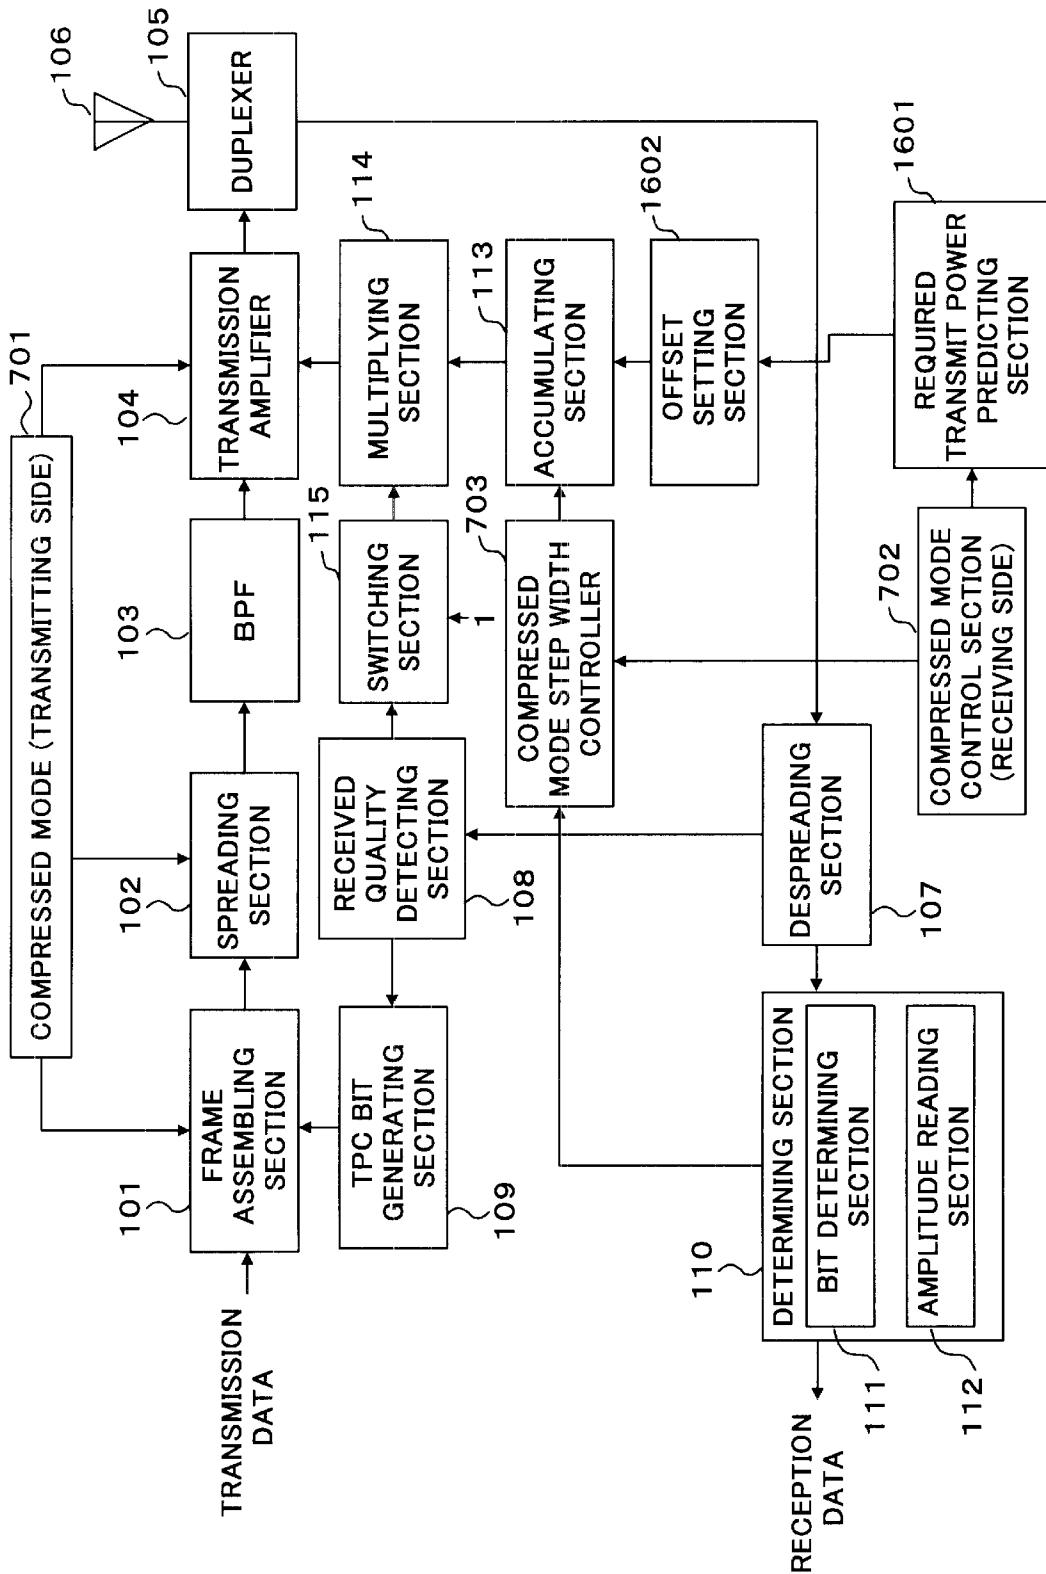 COMPRESSED MODE (TRANSMITTING SIDE)
701
106
105
DUPLEXER
104
TRANSMISSION
AMPLIFIER
103
BPF
102
SPREADING
SECTION
101
FRAME
ASSEMBLING
SECTION
TRANSMISSION
DATA
114
MULTIPLYING
SECTION
115
SWITCHING
SECTION
1
RECEIVED
QUALITY
DETECTING
SECTION
108
TPC BIT
GENERATING
SECTION
109
113
ACCUMULATING
SECTION
703
COMPRESSED
MODE STEP WIDTH
CONTROLLER
1602
OFFSET
SETTING
SECTION
DESPREADING
SECTION
107
110
DETERMINING SECTION
BIT DETERMINING
SECTION
111
AMPLITUDE READING
SECTION
112
RECEPTION
DATA
1601
REQUIRED
TRANSMIT POWER
PREDICTING
SECTION
702
COMPRESSED MODE
CONTROL SECTION
(RECEIVING SIDE)